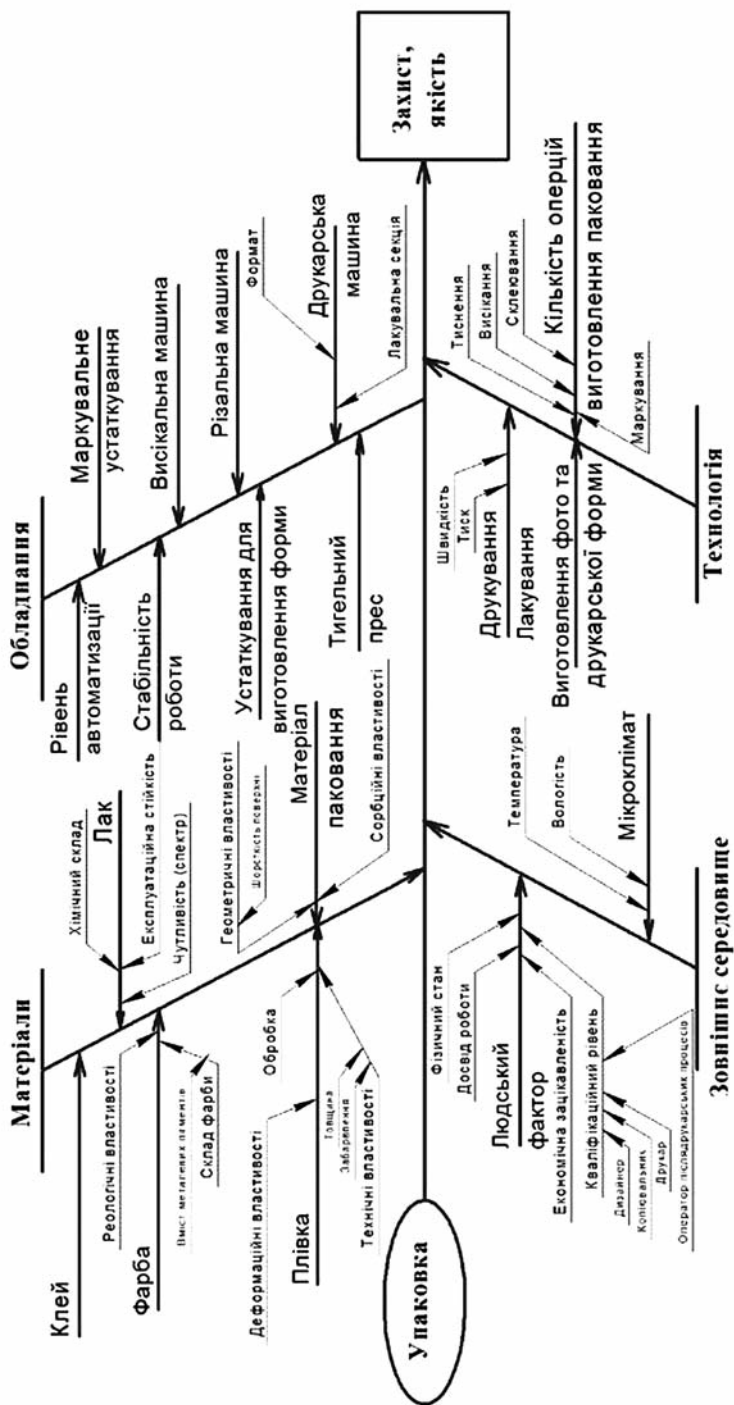 Матеріали
Клей
Фарба
Реологічні властивості
Вміст металевих пігментів
Склад фарби
Лак
Хімічний склад
Експлуатаційна стійкість
Чутливість (спектр)
Плівка
Деформаційні властивості
Обробка
Товщина
Забарвлення
Технічні властивості
Матеріал
паковання
Геометричні властивості
Шорсткість поверхні
Сорбційні властивості
Обладнання
Рівень
автоматизації
Маркувальне
устаткування
Стабільність
роботи
Висікальна машина
Різальна машина
Устаткування для
виготовлення форми
Друкарська
машина
Формат
Лакувальна секція
Тигельний
прес
Упаковка
Захист,
якість
Людський
фактор
Фізичний стан
Досвід роботи
Економічна зацікавленість
Кваліфікаційний рівень
Дизайнер
Копіювальник
Друкар
Оператор післядрукарських процесів
Мікроклімат
Температура
Вологість
Зовнішнє середовище
Друкування
Лакування
Швидкість
Тиск
Виготовлення фото та
друкарської форми
Кількість оперцій
виготовлення паковання
Тиснення
Висікання
Склеювання
Маркування
Технологія